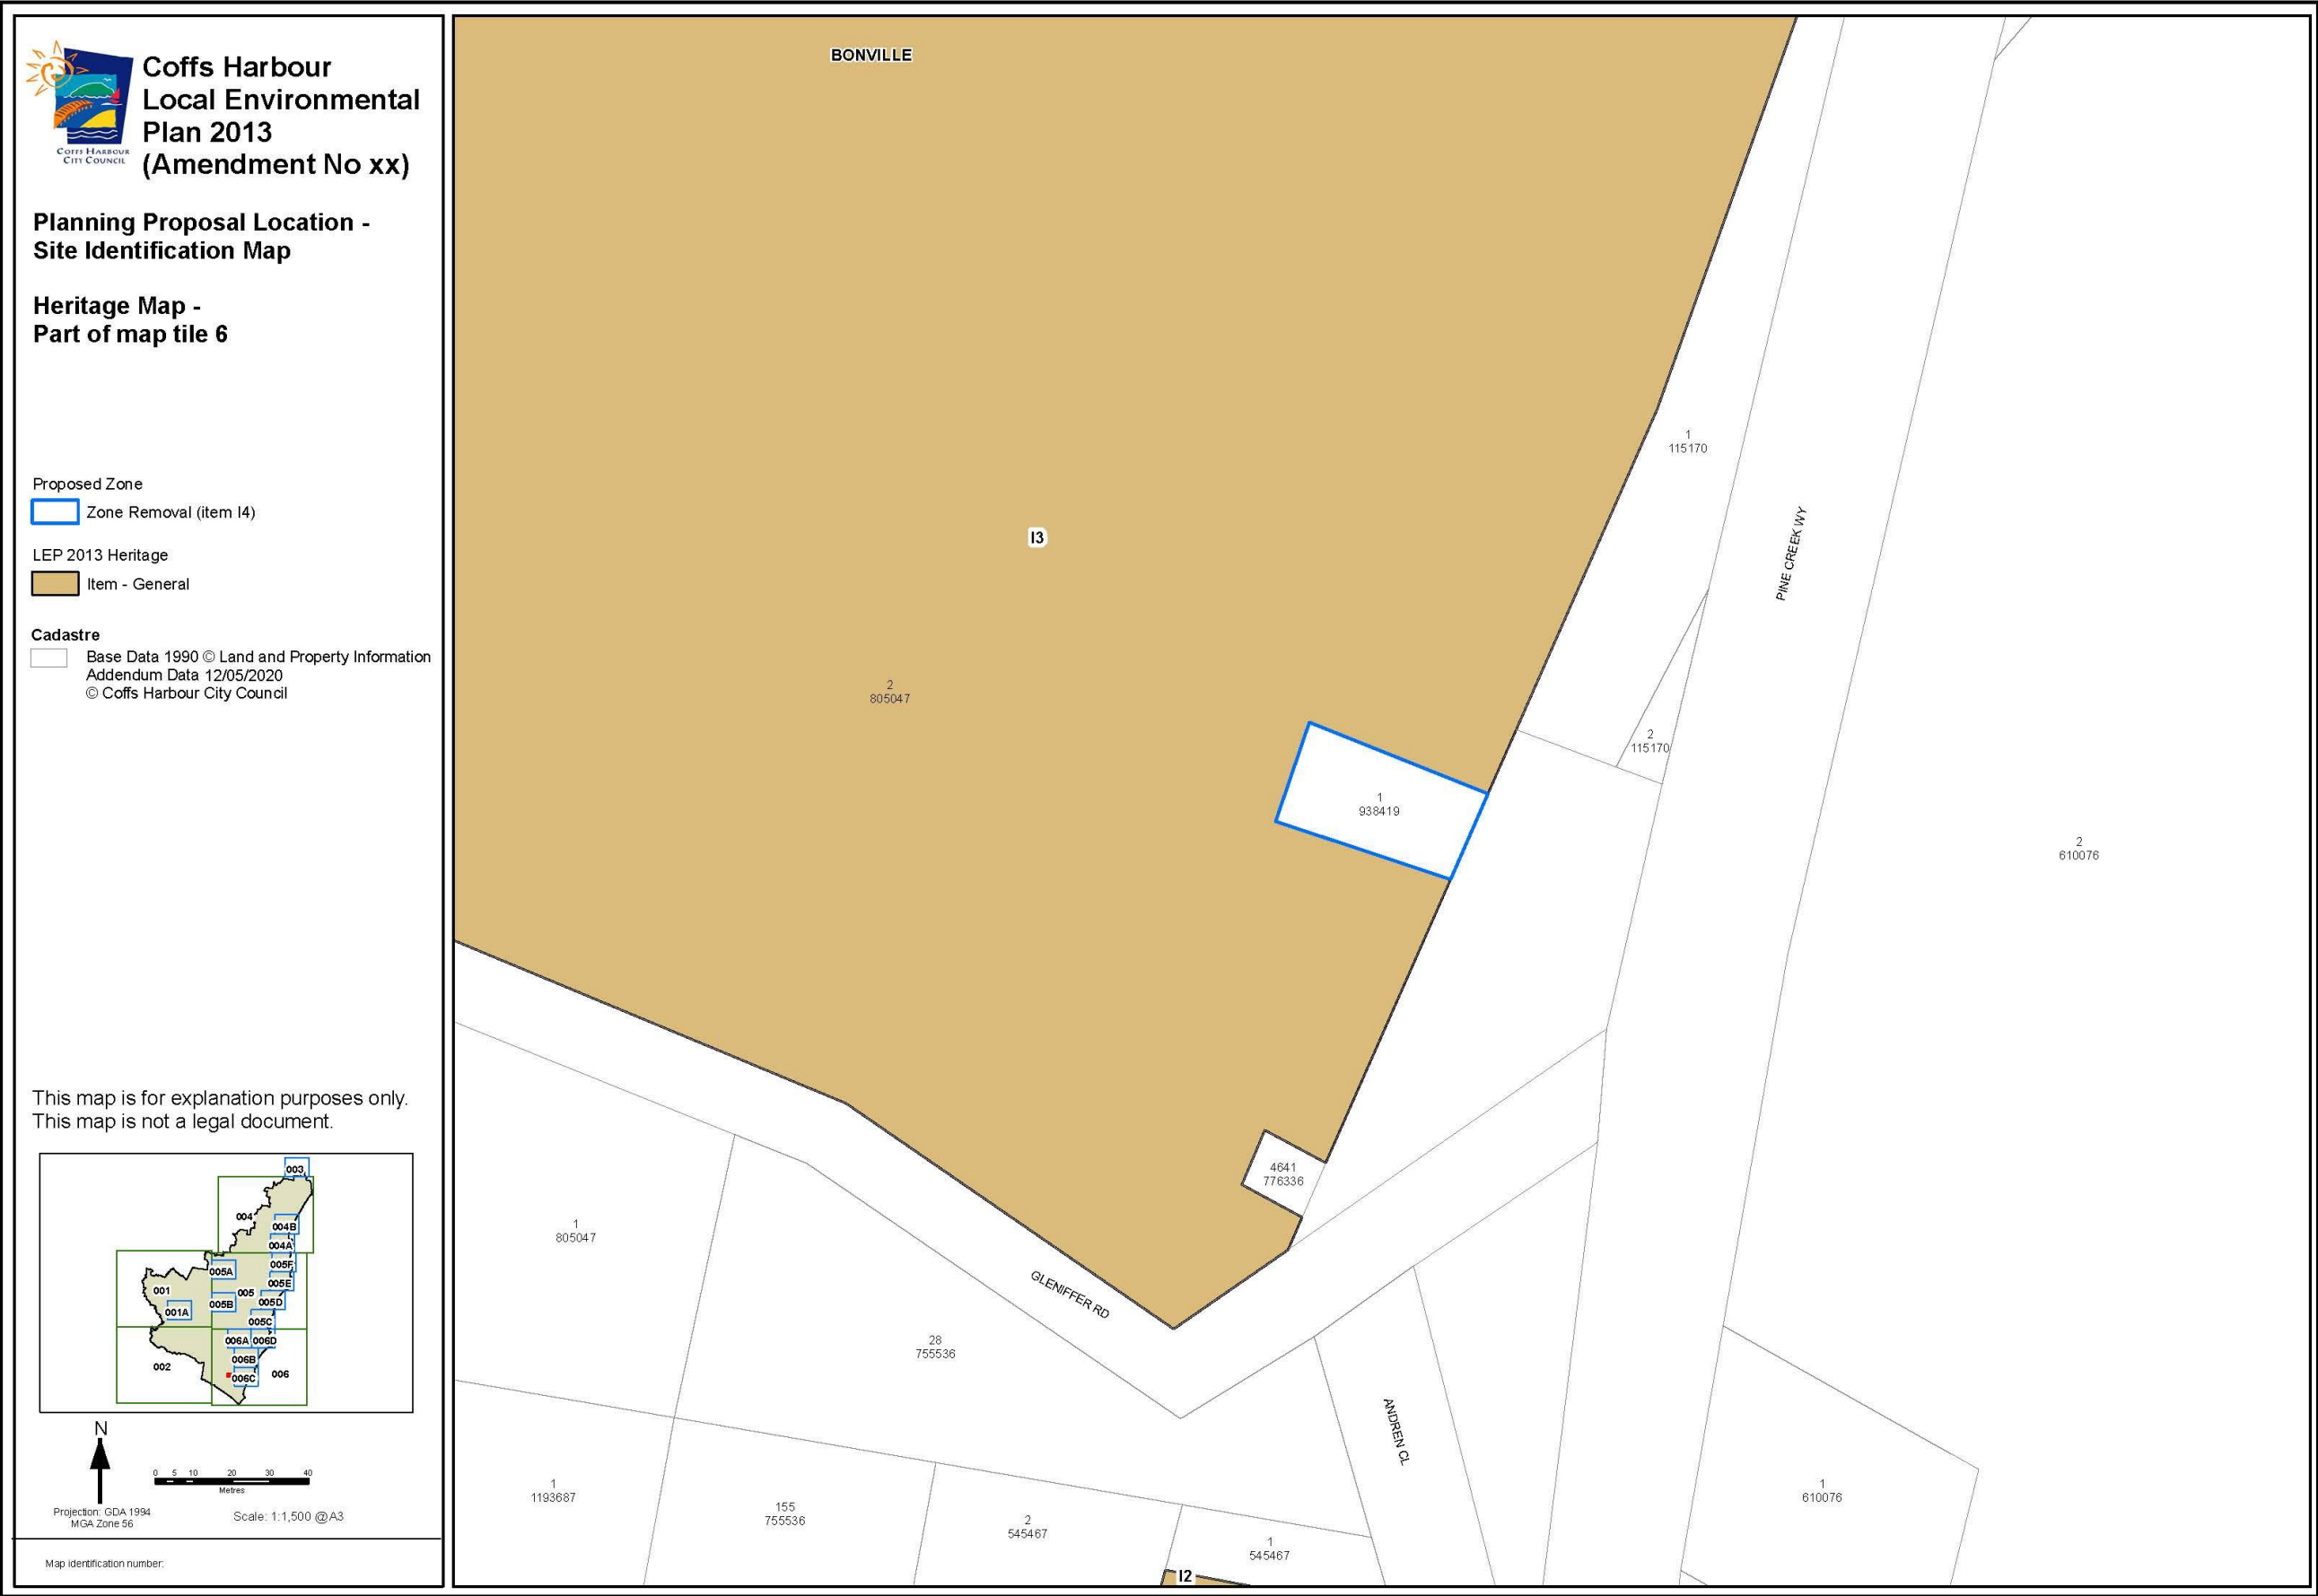 Coffs Harbour
Local Environmental
Plan 2013
(Amendment No xx)
COFFS HARBOUR
CITY COUNCIL
Planning Proposal Location -
Site Identification Map
Heritage Map -
Part of map tile 6
Proposed Zone
Zone Removal (item I4)
LEP 2013 Heritage
Item - General
Cadastre
Base Data 1990 © Land and Property Information
Addendum Data 12/05/2020
© Coffs Harbour City Council
This map is for explanation purposes only.
This map is not a legal document.
003
004
004B
004A
005F
005A
005E
001
005
005B
005D
001A
005C
006A
006D
006B
002
006C
006
N
0 5 10 20 30 40
Metres
Projection: GDA 1994
MGA Zone 56
Scale: 1:1,500 @A3
Map identification number:
BONVILLE
1
115170
PINE CREEK WY
I3
2
805047
2
115170
1
938419
2
610076
4641
776336
1
805047
GLENIFFER RD
28
755536
ANDREN CL
1
1193687
155
755536
2
545467
1
545467
1
610076
I2